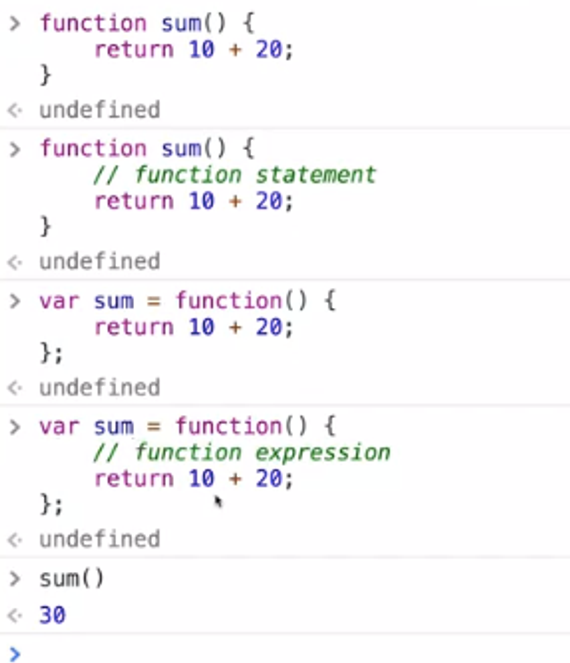 > function sum() {
return 10 + 20;
}
<· undefined
> function sum() {
// function statement
return 10 + 20;
}
<· undefined
> var sum = function() {
return 10 + 20;
};
<· undefined
> var sum = function() {
// function expression
return 10 + 20;
};
<· undefined
> sum()
<· 30
>